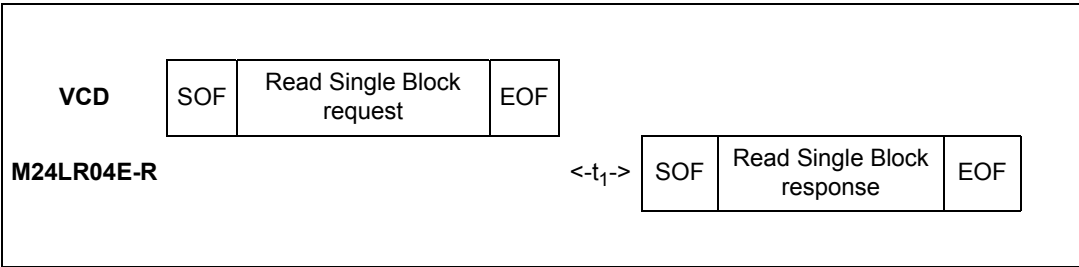 VCD SOF Read Single Block request EOF
M24LR04E-R <-t1-> SOF Read Single Block response EOF